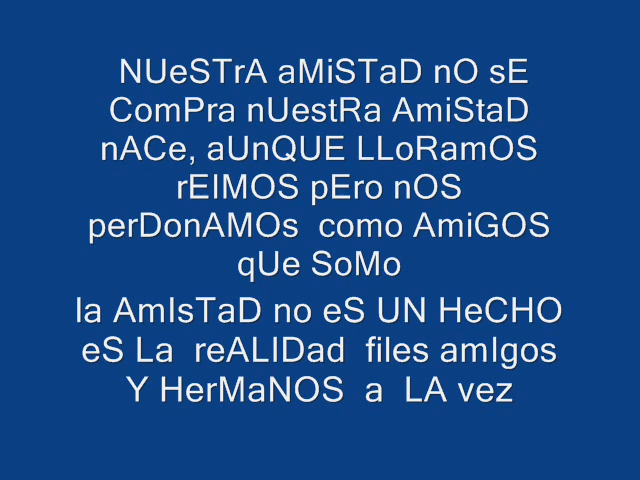 NUeSTrA aMiSTaD nO sE
ComPra nUestRa AmiStaD
nACe, aUnQUE LLoRamOS
rEIMOS pEro nOS
perDonAMOs como AmiGOS
qUe SoMo
la AmIsTaD no eS UN HeCHO
eS La reALIDad files amIgos
Y HerMaNOS a LA vez